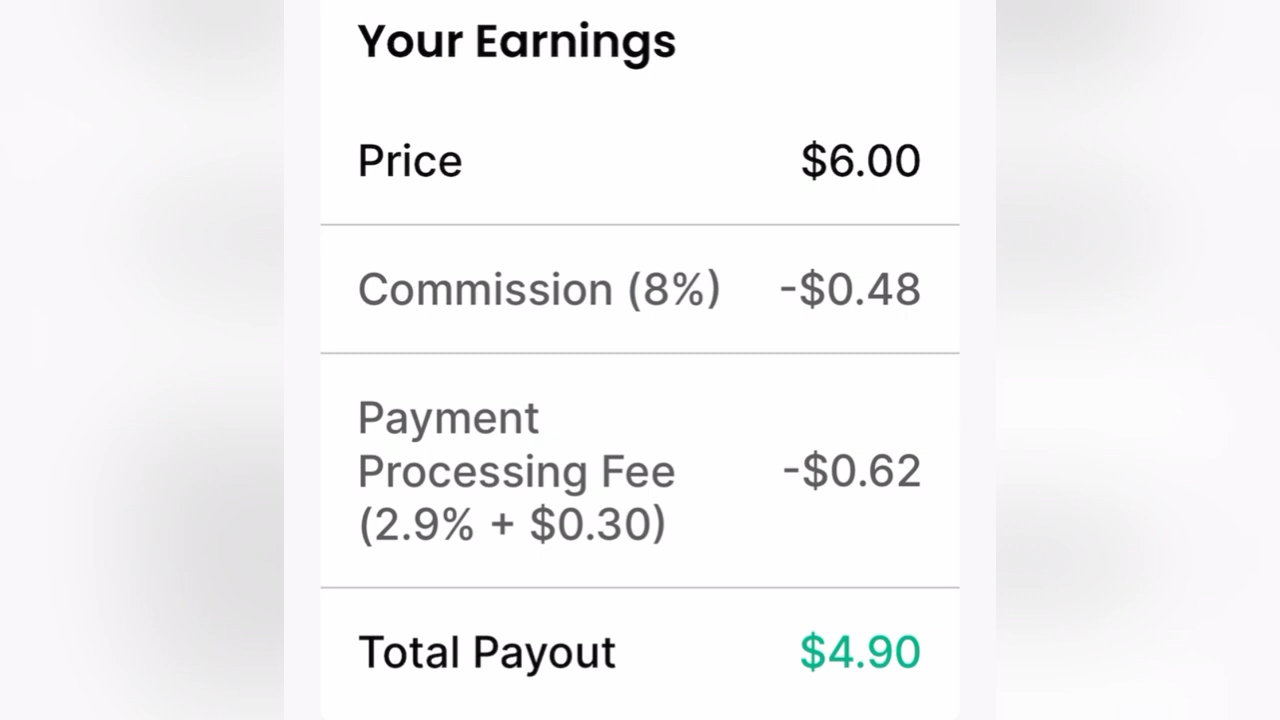 Your Earnings
Price $6.00
Commission (8%) -$0.48
Payment
Processing Fee -$0.62
(2.9% + $0.30)
Total Payout $4.90